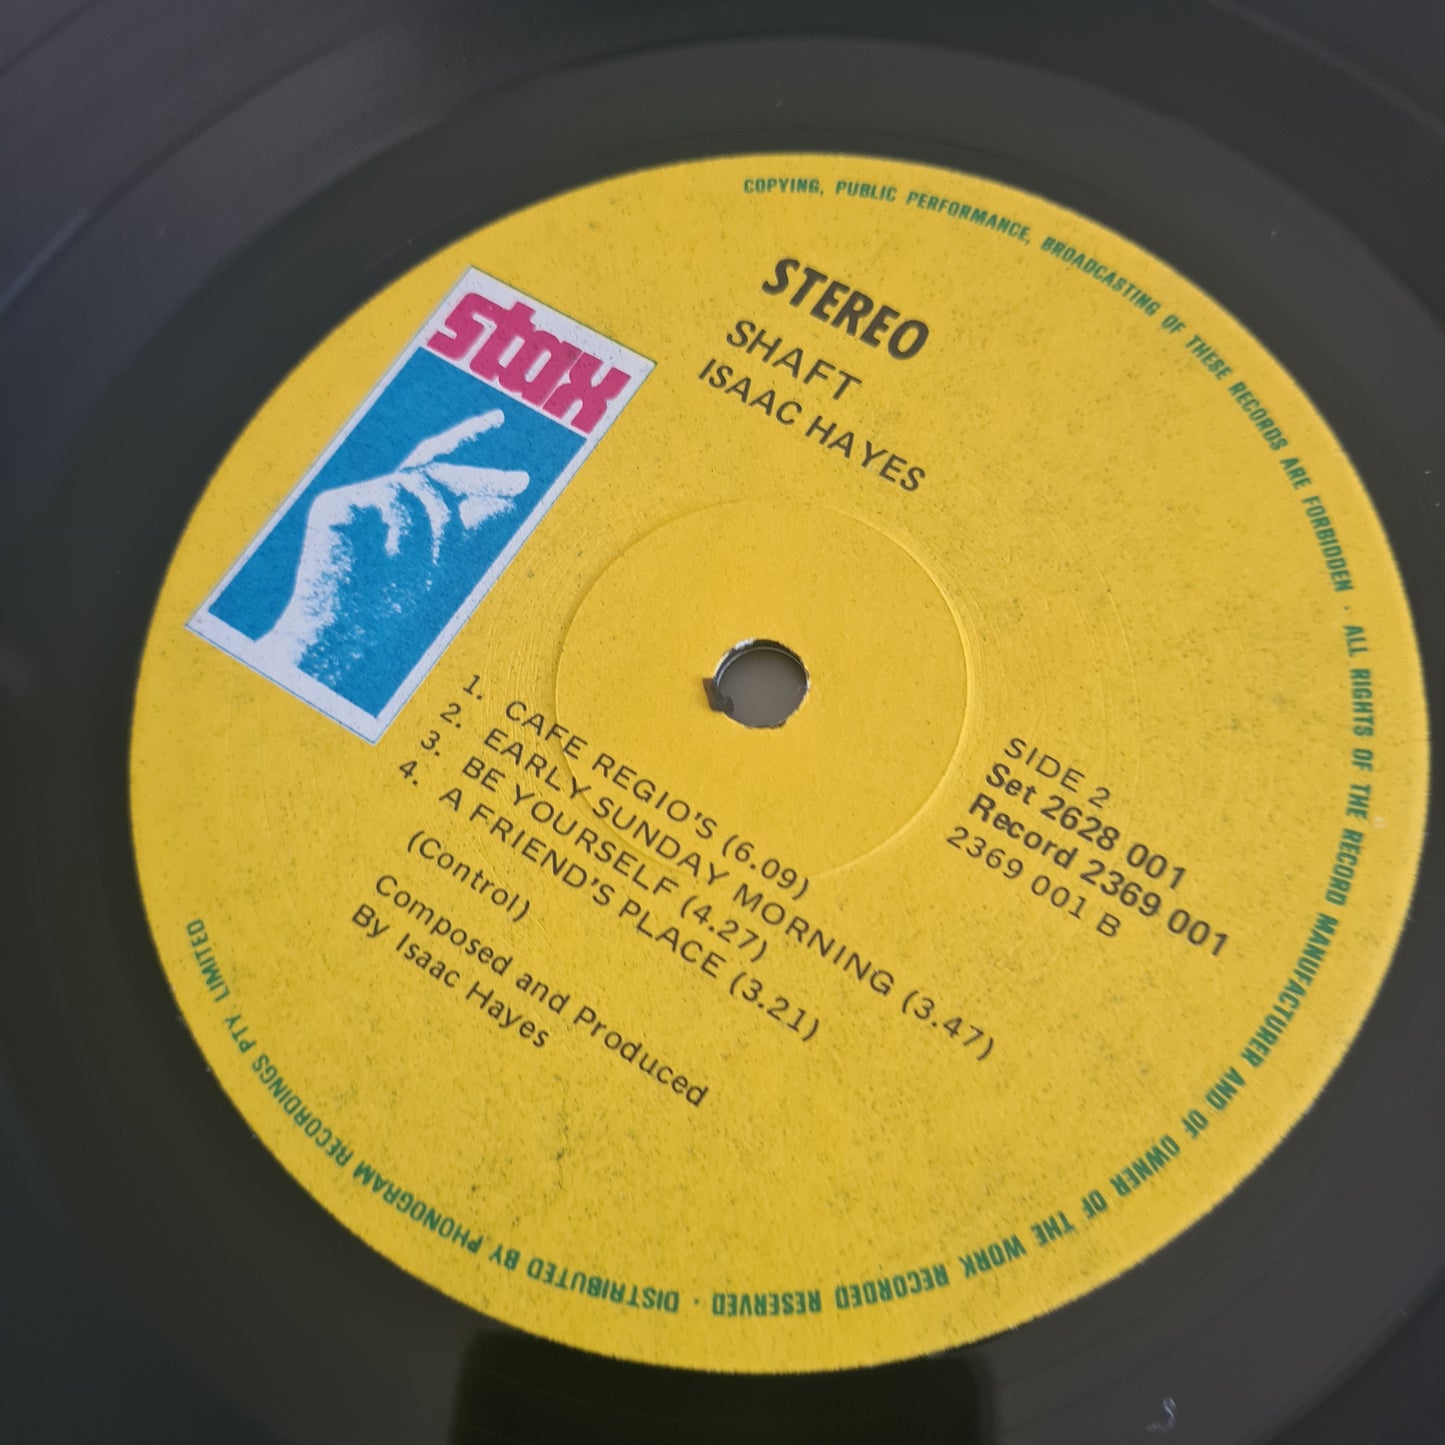 COPYING, PUBLIC PERFORMANCE, BROADCASTING OF THESE RECORDS ARE FORBIDDEN · ALL RIGHTS OF THE RECORD MANUFACTURER AND OF OWNER OF THE WORK RECORDED RESERVED · DISTRIBUTED BY PHONOGRAM RECORDINGS PTY. LIMITED
stax
STEREO
SHAFT
ISAAC HAYES
1. CAFE REGIO'S (6.09)
2. EARLY SUNDAY MORNING (3.47)
3. BE YOURSELF (4.27)
4. A FRIEND'S PLACE (3.21)
(Control)
Composed and Produced
By Isaac Hayes
SIDE 2
Set 2628 001
Record 2369 001
2369 001 B